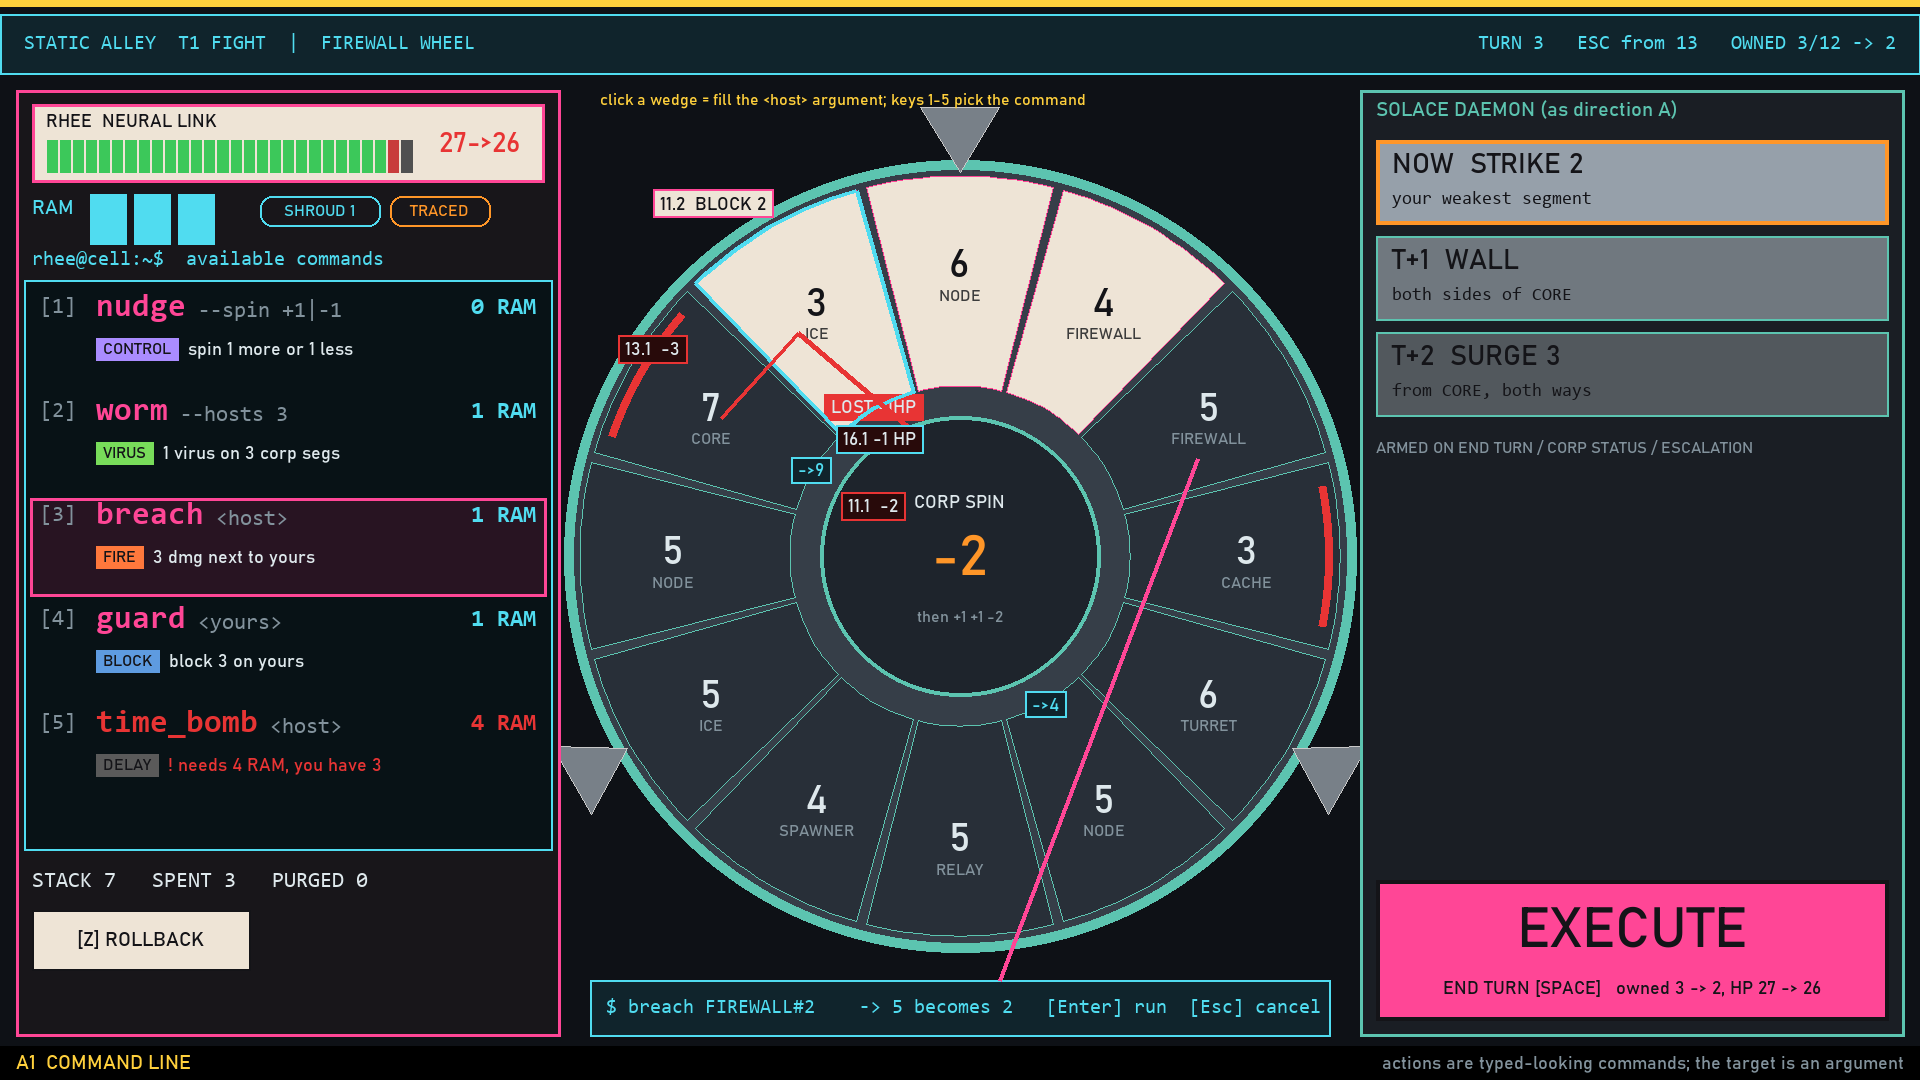 STATIC ALLEY  T1 FIGHT  |  FIREWALL WHEEL
TURN 3   ESC from 13   OWNED 3/12 -> 2
RHEE  NEURAL LINK
27->26
RAM
SHROUD 1
TRACED
rhee@cell:~$  available commands
[1] nudge --spin +1|-1 0 RAM
CONTROL spin 1 more or 1 less
[2] worm --hosts 3 1 RAM
VIRUS 1 virus on 3 corp segs
[3] breach <host> 1 RAM
FIRE 3 dmg next to yours
[4] guard <yours> 1 RAM
BLOCK block 3 on yours
[5] time_bomb <host> 4 RAM
DELAY ! needs 4 RAM, you have 3
STACK 7   SPENT 3   PURGED 0
[Z] ROLLBACK
click a wedge = fill the <host> argument; keys 1-5 pick the command
11.2  BLOCK 2
6
NODE
3
ICE
4
FIREWALL
13.1  -3
7
CORE
5
FIREWALL
LOST HP
16.1 -1 HP
->9
11.1  -2
CORP SPIN
-2
then +1 +1 -2
5
NODE
3
CACHE
5
ICE
6
TURRET
->4
4
SPAWNER
5
NODE
5
RELAY
$ breach FIREWALL#2    -> 5 becomes 2   [Enter] run  [Esc] cancel
SOLACE DAEMON (as direction A)
NOW  STRIKE 2
your weakest segment
T+1  WALL
both sides of CORE
T+2  SURGE 3
from CORE, both ways
ARMED ON END TURN / CORP STATUS / ESCALATION
EXECUTE
END TURN [SPACE]   owned 3 -> 2, HP 27 -> 26
A1  COMMAND LINE
actions are typed-looking commands; the target is an argument